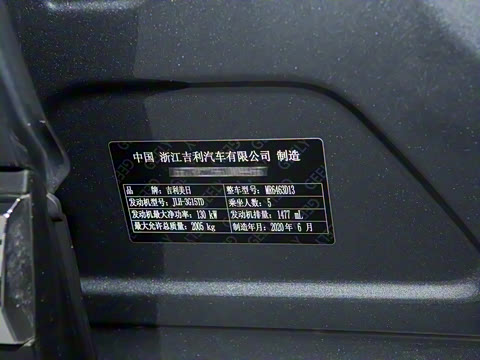 中国 浙江吉利汽车有限公司 制造
品 牌: 吉利美日 整车型号: MR6463D13
发动机型号: JLH-3G15TD 乘坐人数: 5
发动机最大净功率: 130 kW 发动机排量: 1477 mL
最大允许总质量: 2005 kg 制造年月: 2020 年 6 月